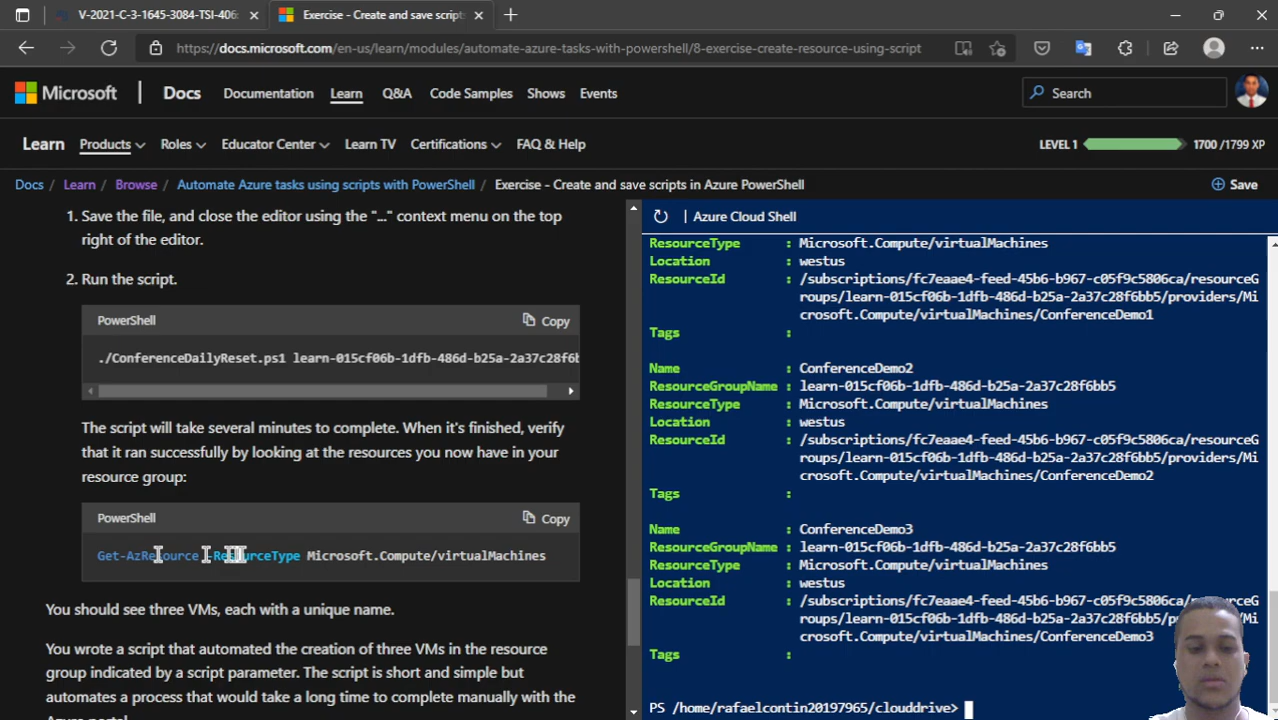 V-2021-C-3-1645-3084-TSI-406
Exercise - Create and save scripts
https://docs.microsoft.com/en-us/learn/modules/automate-azure-tasks-with-powershell/8-exercise-create-resource-using-script
Microsoft
Docs
Documentation
Learn
Q&A
Code Samples
Shows
Events
Search
Learn
Products
Roles
Educator Center
Learn TV
Certifications
FAQ & Help
LEVEL 1
1700 /1799 XP
Docs / Learn / Browse / Automate Azure tasks using scripts with PowerShell / Exercise - Create and save scripts in Azure PowerShell
Save
1. Save the file, and close the editor using the "..." context menu on the top
right of the editor.
2. Run the script.
PowerShell
Copy
./ConferenceDailyReset.ps1 learn-015cf06b-1dfb-486d-b25a-2a37c28f6b
The script will take several minutes to complete. When it's finished, verify
that it ran successfully by looking at the resources you now have in your
resource group:
PowerShell
Copy
Get-AzResource -ResourceType Microsoft.Compute/virtualMachines
You should see three VMs, each with a unique name.
You wrote a script that automated the creation of three VMs in the resource
group indicated by a script parameter. The script is short and simple but
automates a process that would take a long time to complete manually with the
Azure portal.
Azure Cloud Shell
ResourceType : Microsoft.Compute/virtualMachines
Location : westus
ResourceId : /subscriptions/fc7eaae4-feed-45b6-b967-c05f9c5806ca/resourceG
roups/learn-015cf06b-1dfb-486d-b25a-2a37c28f6bb5/providers/Mi
crosoft.Compute/virtualMachines/ConferenceDemo1
Tags :
Name : ConferenceDemo2
ResourceGroupName : learn-015cf06b-1dfb-486d-b25a-2a37c28f6bb5
ResourceType : Microsoft.Compute/virtualMachines
Location : westus
ResourceId : /subscriptions/fc7eaae4-feed-45b6-b967-c05f9c5806ca/resourceG
roups/learn-015cf06b-1dfb-486d-b25a-2a37c28f6bb5/providers/Mi
crosoft.Compute/virtualMachines/ConferenceDemo2
Tags :
Name : ConferenceDemo3
ResourceGroupName : learn-015cf06b-1dfb-486d-b25a-2a37c28f6bb5
ResourceType : Microsoft.Compute/virtualMachines
Location : westus
ResourceId : /subscriptions/fc7eaae4-feed-45b6-b967-c05f9c5806ca/resourceG
roups/learn-015cf06b-1dfb-486d-b25a-2a37c28f6bb5/providers/Mi
crosoft.Compute/virtualMachines/ConferenceDemo3
Tags :
PS /home/rafaelcontin20197965/clouddrive>